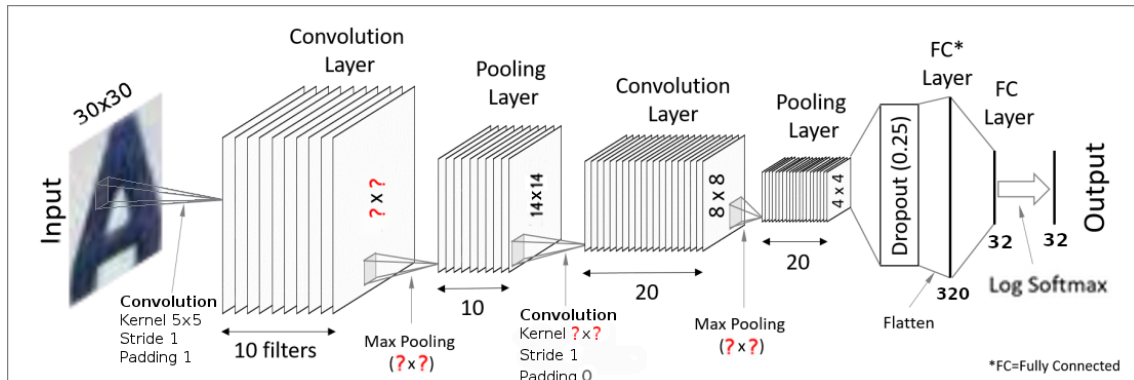 Input
30x30
Convolution
Kernel 5x5
Stride 1
Padding 1
Convolution
Layer
? x ?
10 filters
Max Pooling
(? x ?)
Pooling
Layer
14x14
10
Convolution
Kernel ?x?
Stride 1
Padding 0
Convolution
Layer
8 x 8
20
Max Pooling
(? x ?)
Pooling
Layer
4 x 4
20
Dropout (0.25)
Flatten
FC*
Layer
320
FC
Layer
32
Log Softmax
32
Output
*FC=Fully Connected
A